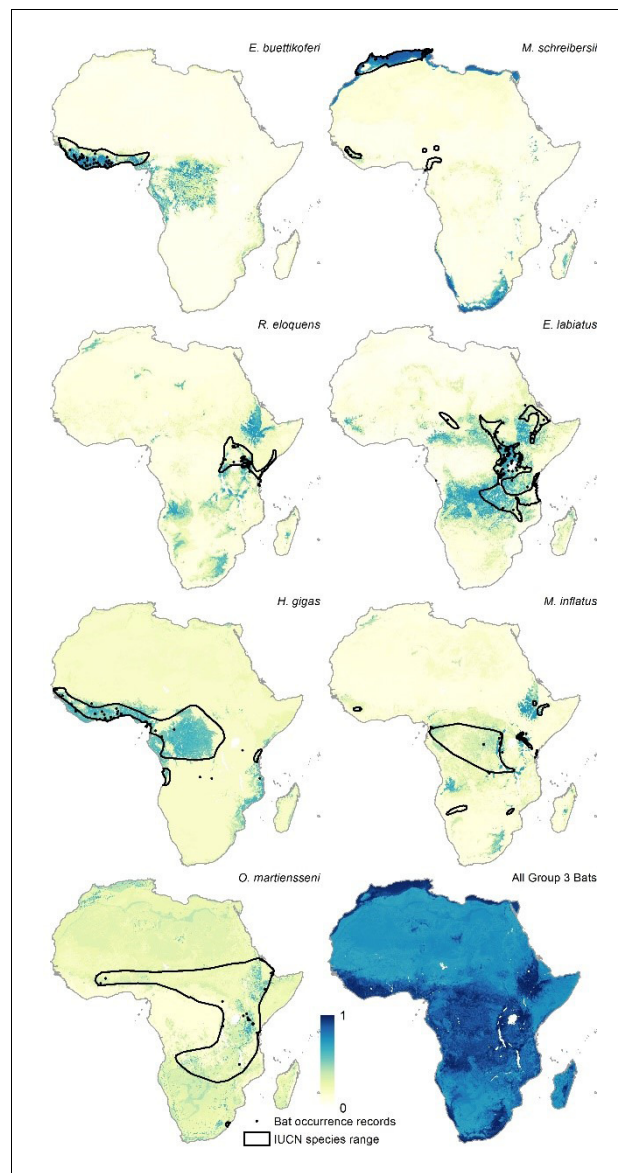 E. buettikoferi
M. schreibersii
R. eloquens
E. labiatus
H. gigas
M. inflatus
O. martiensseni
All Group 3 Bats
1
0
Bat occurrence records
IUCN species range